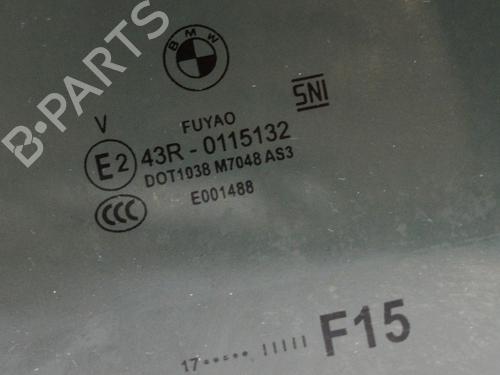 BMW
B-PARTS
SNI
V
FUYAO
E2 43R - 0115132
DOT1038 M7048 AS3
CCC
E001488
17····· ||||| F15